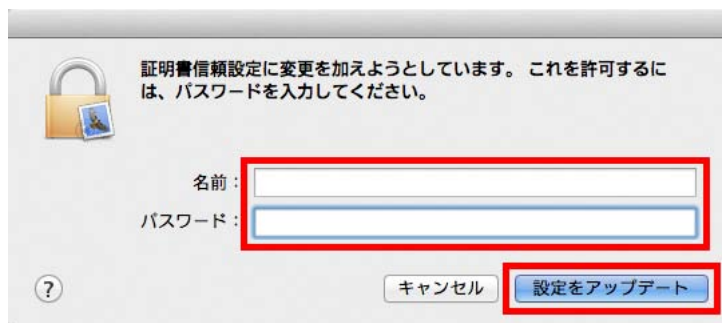 証明書信頼設定に変更を加えようとしています。 これを許可するに
は、パスワードを入力してください。
名前：
パスワード：
? キャンセル 設定をアップデート